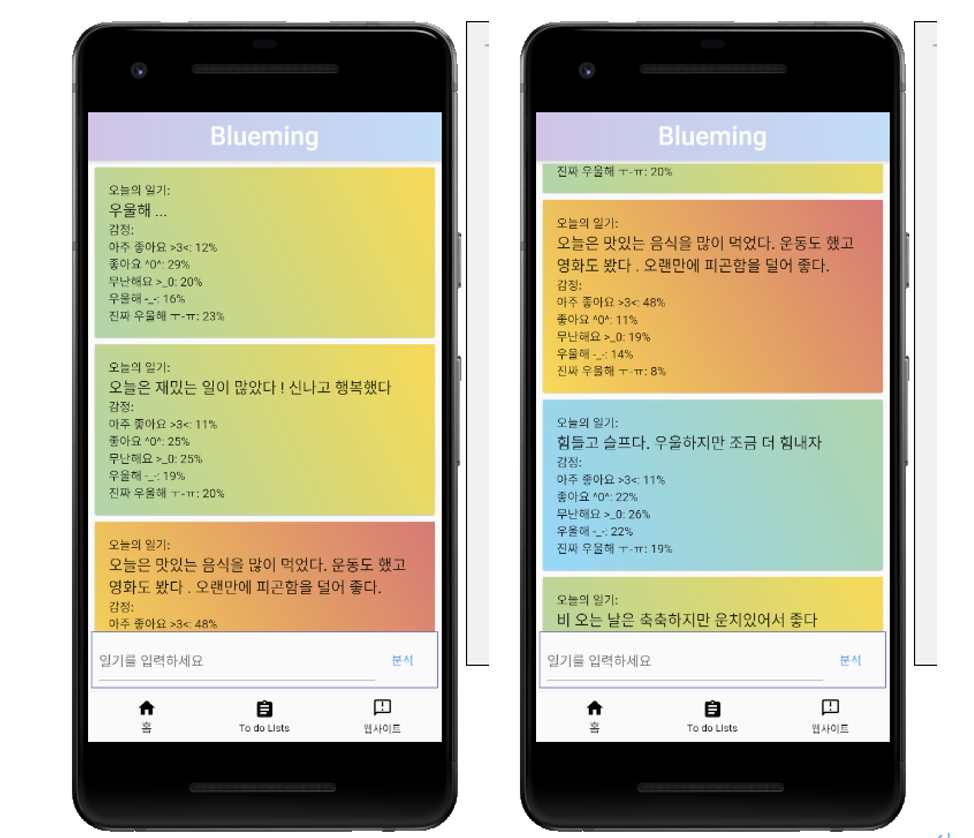 Blueming
오늘의 일기:
우울해 ...
감정:
아주 좋아요 >3<: 12%
좋아요 ^0^: 29%
무난해요 >_0: 20%
우울해 -_-: 16%
진짜 우울해 ㅜ-ㅠ: 23%
오늘의 일기:
오늘은 재밌는 일이 많았다 ! 신나고 행복했다
감정:
아주 좋아요 >3<: 11%
좋아요 ^0^: 25%
무난해요 >_0: 25%
우울해 -_-: 19%
진짜 우울해 ㅜ-ㅠ: 20%
오늘의 일기:
오늘은 맛있는 음식을 많이 먹었다. 운동도 했고
영화도 봤다 . 오랜만에 피곤함을 덜어 좋다.
감정:
아주 좋아요 >3<: 48%
일기를 입력하세요
분석
홈
To do Lists
웹사이트
Blueming
진짜 우울해 ㅜ-ㅠ: 20%
오늘의 일기:
오늘은 맛있는 음식을 많이 먹었다. 운동도 했고
영화도 봤다 . 오랜만에 피곤함을 덜어 좋다.
감정:
아주 좋아요 >3<: 48%
좋아요 ^0^: 11%
무난해요 >_0: 19%
우울해 -_-: 14%
진짜 우울해 ㅜ-ㅠ: 8%
오늘의 일기:
힘들고 슬프다. 우울하지만 조금 더 힘내자
감정:
아주 좋아요 >3<: 11%
좋아요 ^0^: 22%
무난해요 >_0: 26%
우울해 -_-: 22%
진짜 우울해 ㅜ-ㅠ: 19%
오늘의 일기:
비 오는 날은 축축하지만 운치있어서 좋다
일기를 입력하세요
분석
홈
To do Lists
웹사이트